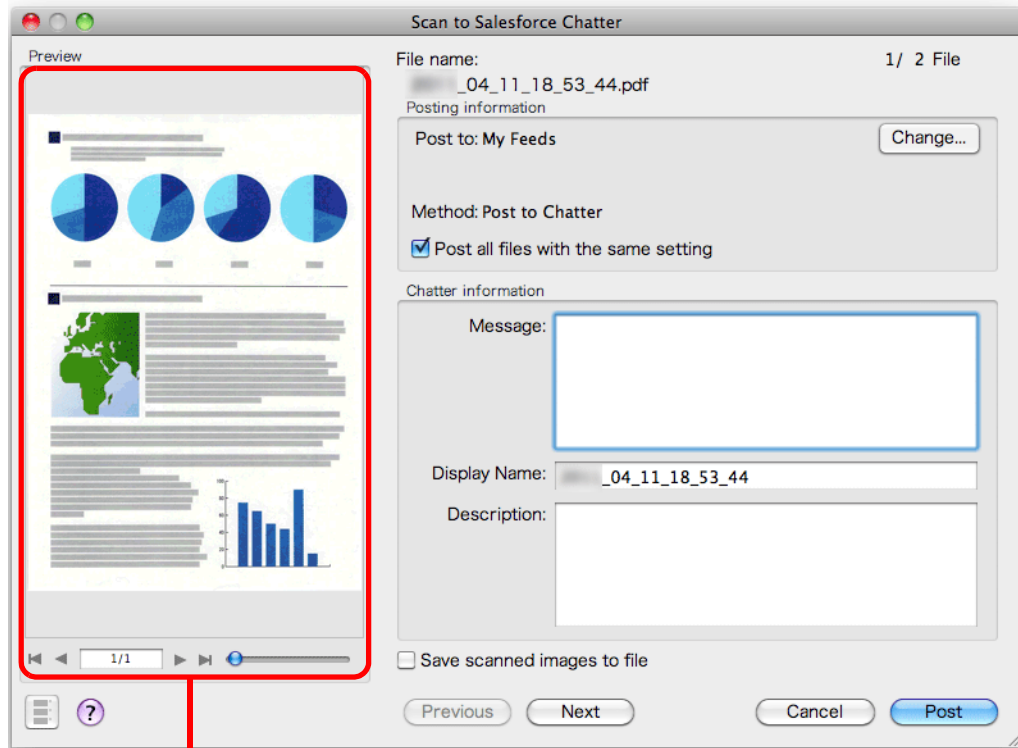 Scan to Salesforce Chatter
Preview
1/1
File name:
1/ 2 File
_04_11_18_53_44.pdf
Posting information
Post to: My Feeds
Change...
Method: Post to Chatter
Post all files with the same setting
Chatter information
Message:
Display Name:
_04_11_18_53_44
Description:
Save scanned images to file
?
Previous
Next
Cancel
Post